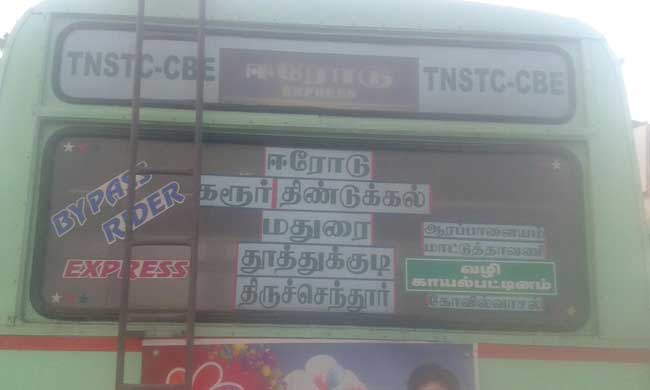 TNSTC-CBE
ஈரோடு
EXPRESS
TNSTC-CBE
BYPASS
RIDER
EXPRESS
ஈரோடு
கரூர் திண்டுக்கல்
மதுரை
தூத்துக்குடி
திருச்செந்தூர்
ஆரப்பாளையம்
மாட்டுத்தாவணி
வழி
காயல்பட்டினம்
கோவில்வாசல்